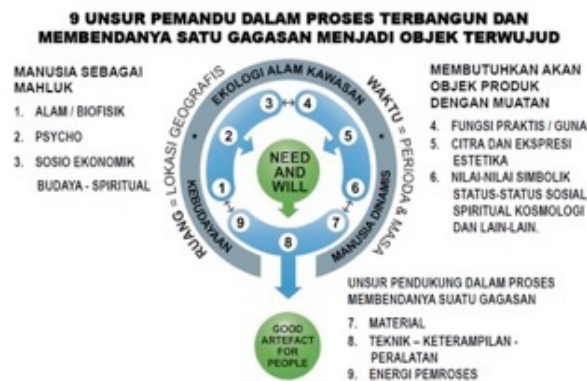 9 UNSUR PEMANDU DALAM PROSES TERBANGUN DAN
MEMBENDANYA SATU GAGASAN MENJADI OBJEK TERWUJUD
MANUSIA SEBAGAI
MAHLUK
1. ALAM / BIOFISIK
2. PSYCHO
3. SOSIO EKONOMIK
BUDAYA - SPIRITUAL
RUANG = LOKASI GEOGRAFIS
EKOLOGI ALAM KAWASAN
WAKTU = PERIODA & MASA
KEBUDAYAAN
MANUSIA DINAMIS
3 ↔ 4
2
5
NEED
AND
WILL
1
6
9
7
8
GOOD
ARTEFACT
FOR
PEOPLE
MEMBUTUHKAN AKAN
OBJEK PRODUK
DENGAN MUATAN
4. FUNGSI PRAKTIS / GUNA
5. CITRA DAN EKSPRESI
ESTETIKA
6. NILAI-NILAI SIMBOLIK
STATUS-STATUS SOSIAL
SPIRITUAL KOSMOLOGI
DAN LAIN-LAIN.
UNSUR PENDUKUNG DALAM PROSES
MEMBENDANYA SUATU GAGASAN
7. MATERIAL
8. TEKNIK – KETERAMPILAN -
PERALATAN
9. ENERGI PEMROSES